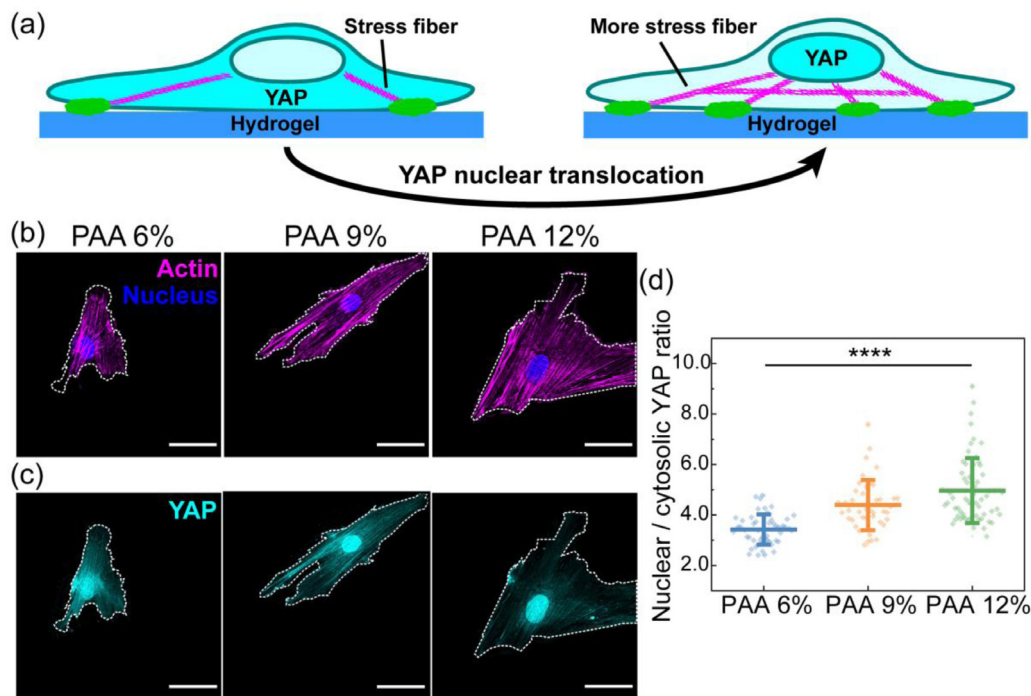 (a)
Stress fiber
YAP
Hydrogel
More stress fiber
YAP
Hydrogel
YAP nuclear translocation
(b)
PAA 6%
PAA 9%
PAA 12%
Actin
Nucleus
(c)
YAP
(d)
Nuclear / cytosolic YAP ratio
10.0
8.0
6.0
4.0
2.0
****
PAA 6%
PAA 9%
PAA 12%